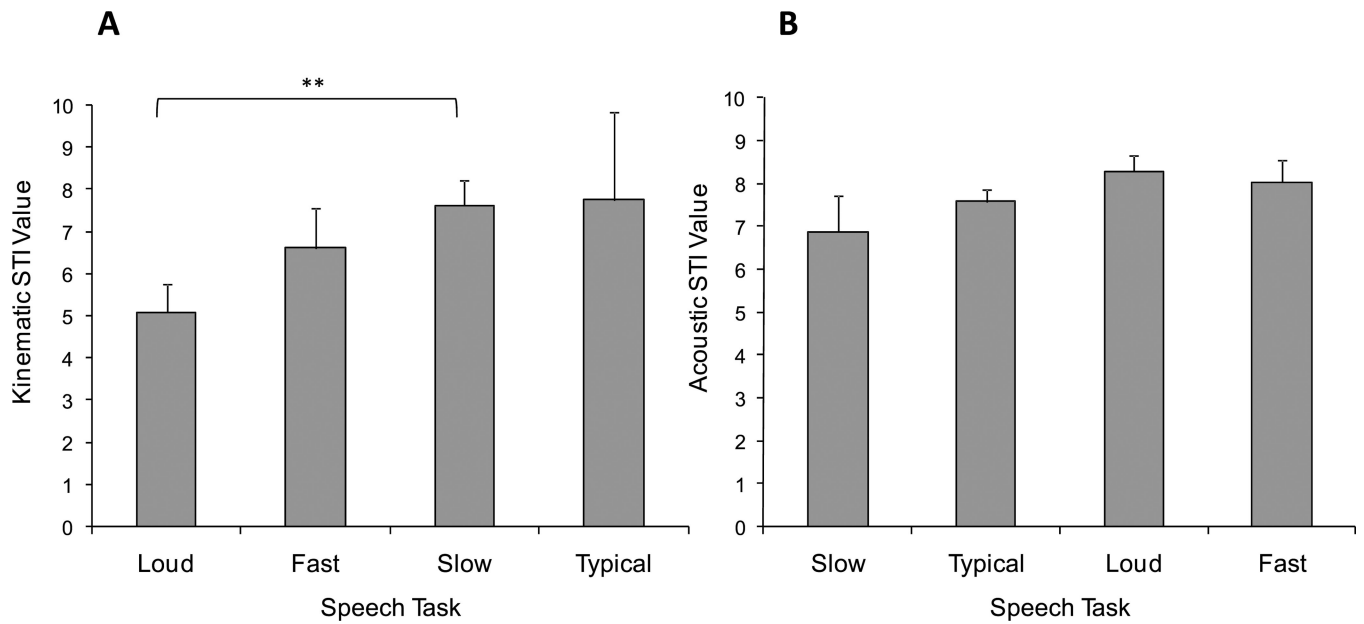 A
**
Kinematic STI Value
10
9
8
7
6
5
4
3
2
1
0
Loud Fast Slow Typical
Speech Task
B
Acoustic STI Value
10
9
8
7
6
5
4
3
2
1
0
Slow Typical Loud Fast
Speech Task